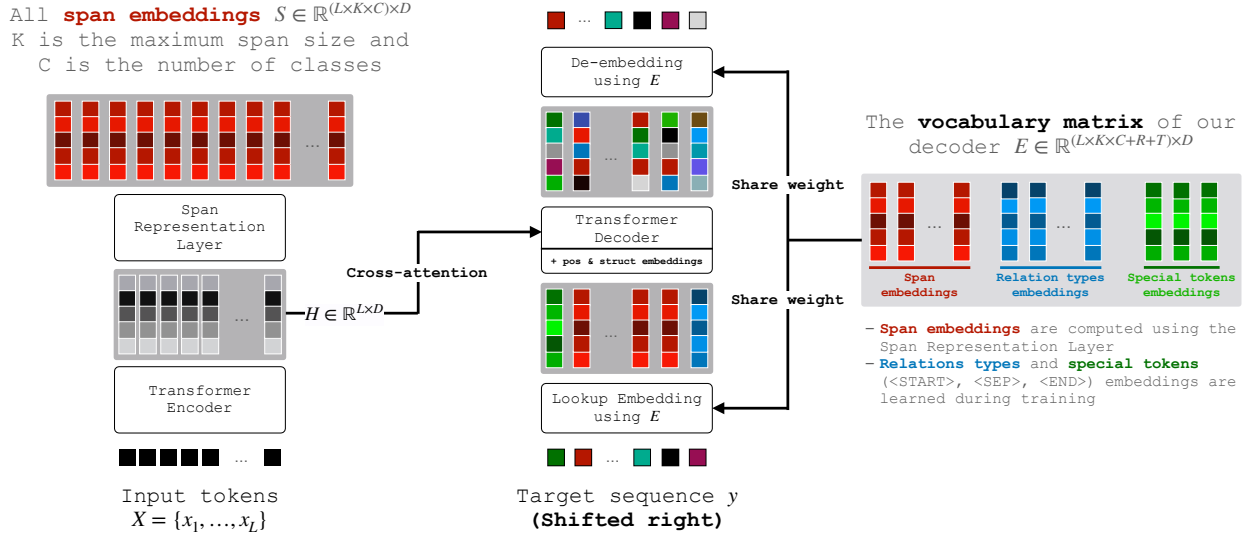 All span embeddings S ∈ ℝ^(L×K×C)×D
K is the maximum span size and
C is the number of classes
...
Span
Representation
Layer
...
H ∈ ℝ^L×D
Transformer
Encoder
...
Input tokens
X = {x₁, …, x_L}
Cross-attention
...
De-embedding
using E
...
Transformer
Decoder
+ pos & struct embeddings
...
Lookup Embedding
using E
...
Target sequence y
(Shifted right)
Share weight
Share weight
The vocabulary matrix of our
decoder E ∈ ℝ^(L×K×C+R+T)×D
... ...
Span
embeddings
Relation types
embeddings
Special tokens
embeddings
– Span embeddings are computed using the
Span Representation Layer
– Relations types and special tokens
(<START>, <SEP>, <END>) embeddings are
learned during training